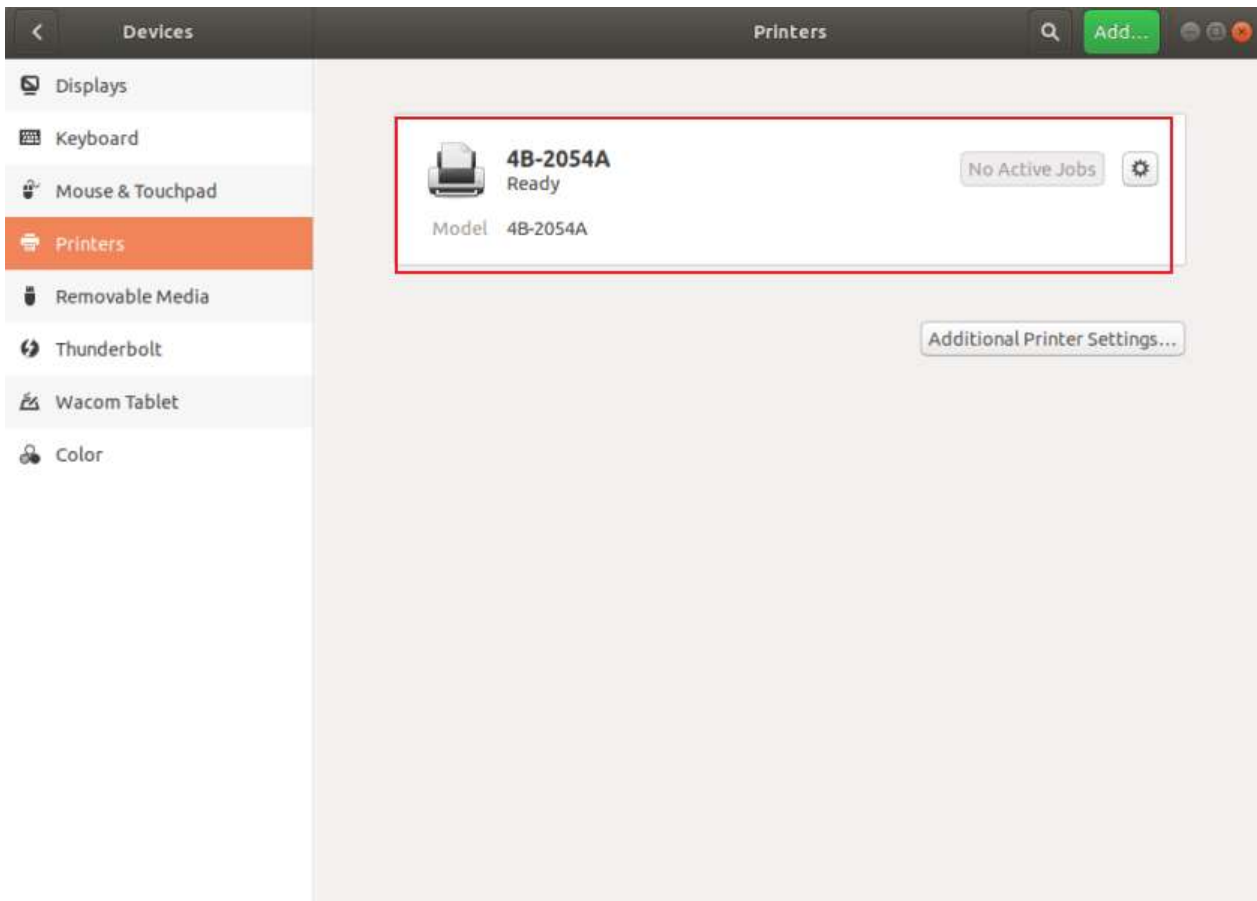 Devices
Printers
Add...
Displays
Keyboard
Mouse & Touchpad
Printers
Removable Media
Thunderbolt
Wacom Tablet
Color
4B-2054A
Ready
No Active Jobs
Model 4B-2054A
Additional Printer Settings...